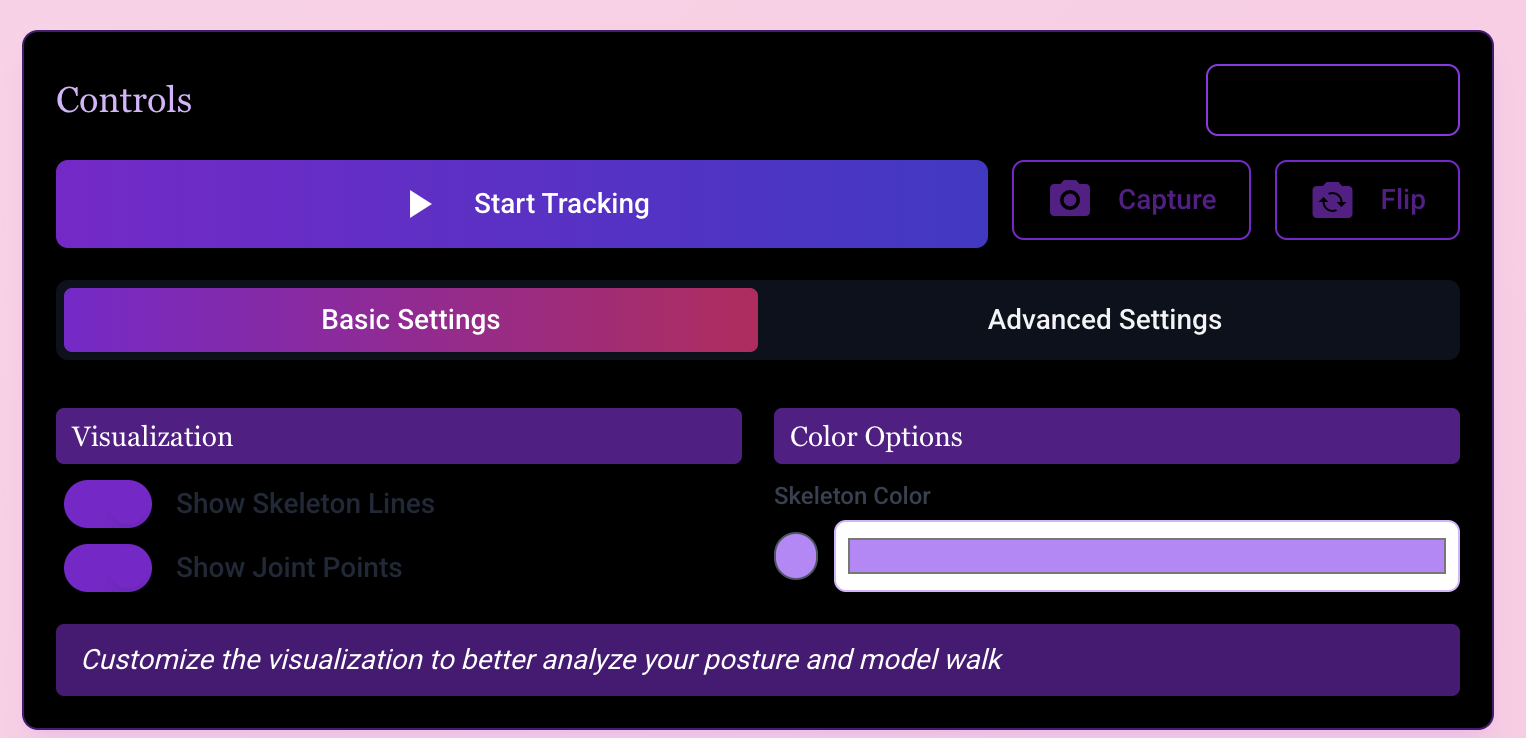 Controls
Start Tracking
Capture
Flip
Basic Settings
Advanced Settings
Visualization
Color Options
Show Skeleton Lines
Skeleton Color
Show Joint Points
Customize the visualization to better analyze your posture and model walk